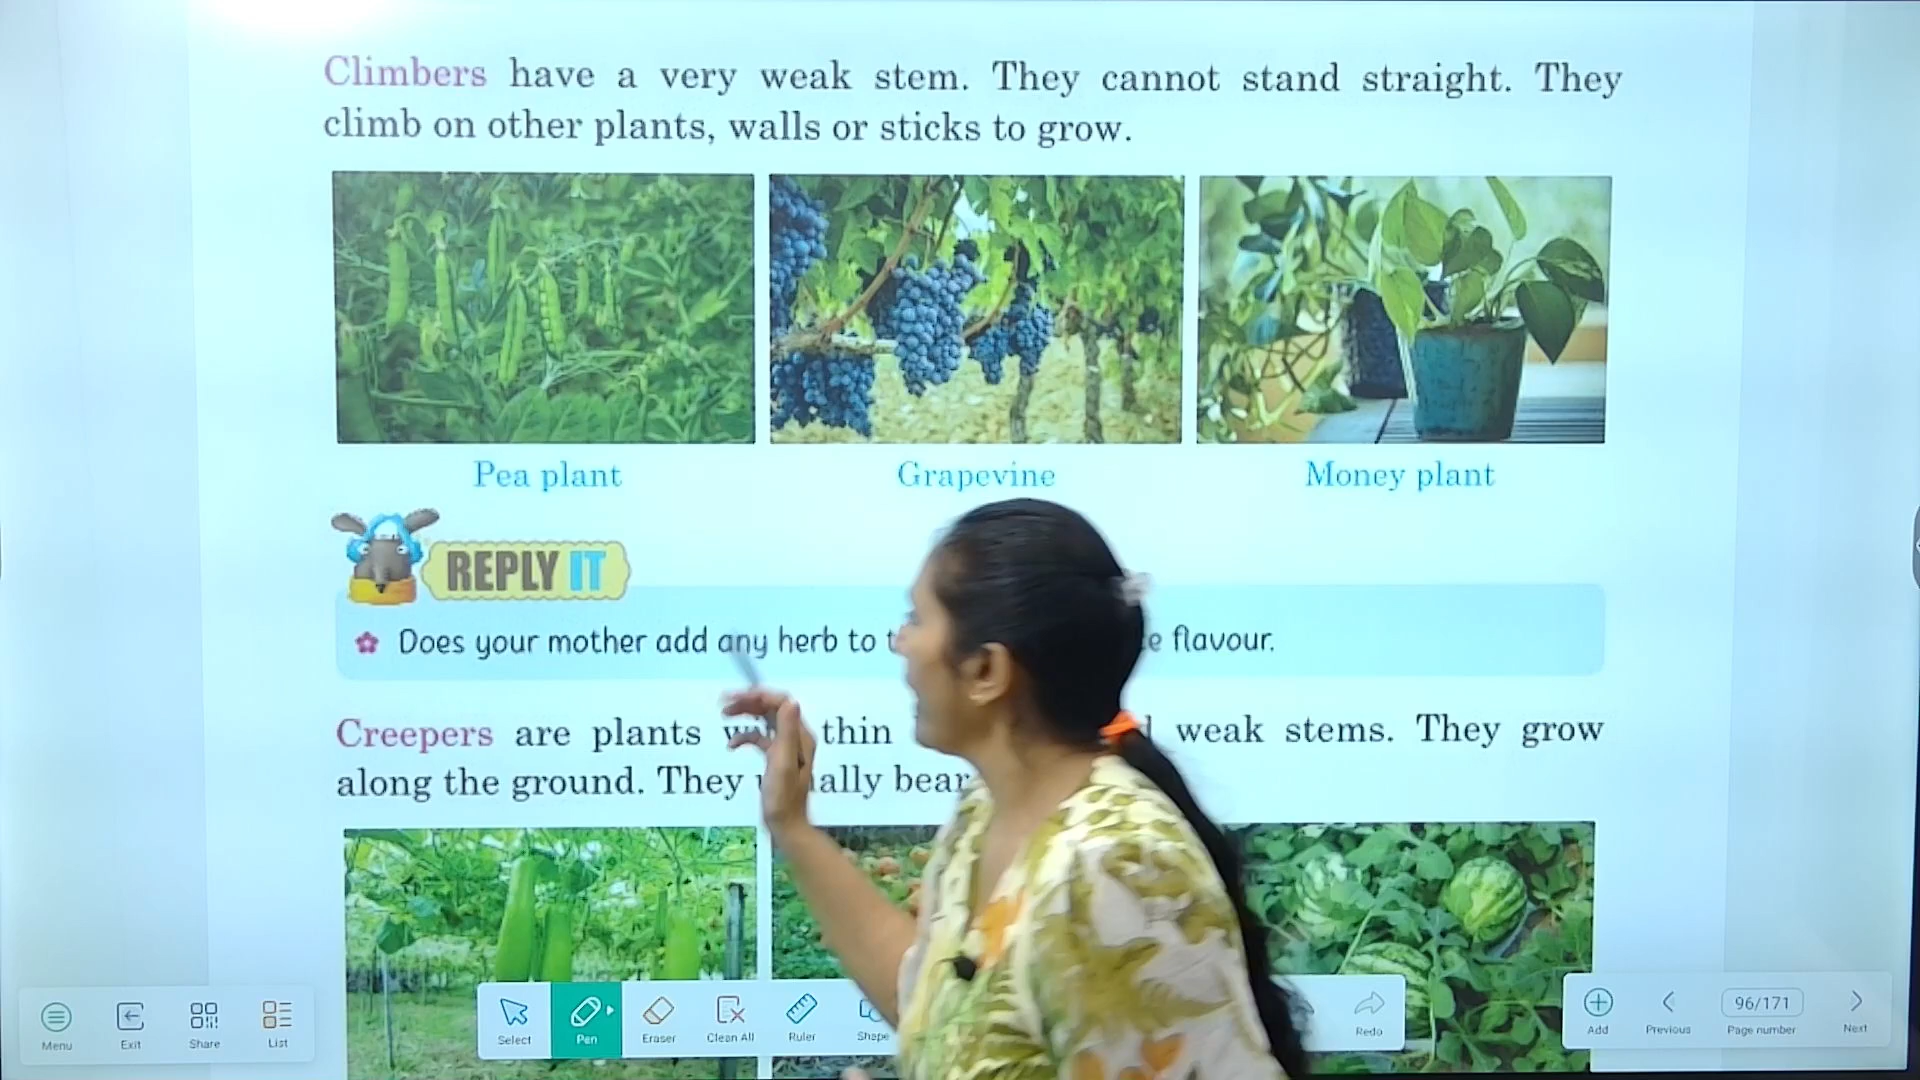 Climbers have a very weak stem. They cannot stand straight. They
climb on other plants, walls or sticks to grow.
Pea plant Grapevine Money plant
REPLY IT
Does your mother add any herb to flavour.
Creepers are plants thin weak stems. They grow
along the ground. They bear
Menu Exit Share List
Select Pen Eraser Clean All Ruler Shape Redo
Add Previous 96/171 Page number Next